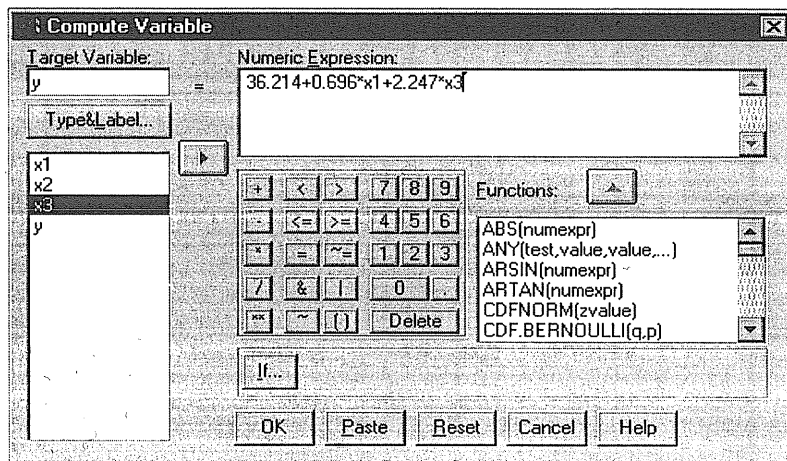 Compute Variable
Target Variable:
y
=
Numeric Expression:
36.214+0.696*x1+2.247*x3
Type&Label...
x1
x2
x3
y
+ < > 7 8 9
- <= >= 4 5 6
* = ~= 1 2 3
/ & | 0 .
** ~ () Delete
Functions:
ABS(numexpr)
ANY(test,value,value,...)
ARSIN(numexpr)
ARTAN(numexpr)
CDFNORM(zvalue)
CDF.BERNOULLI(q,p)
If...
OK Paste Reset Cancel Help